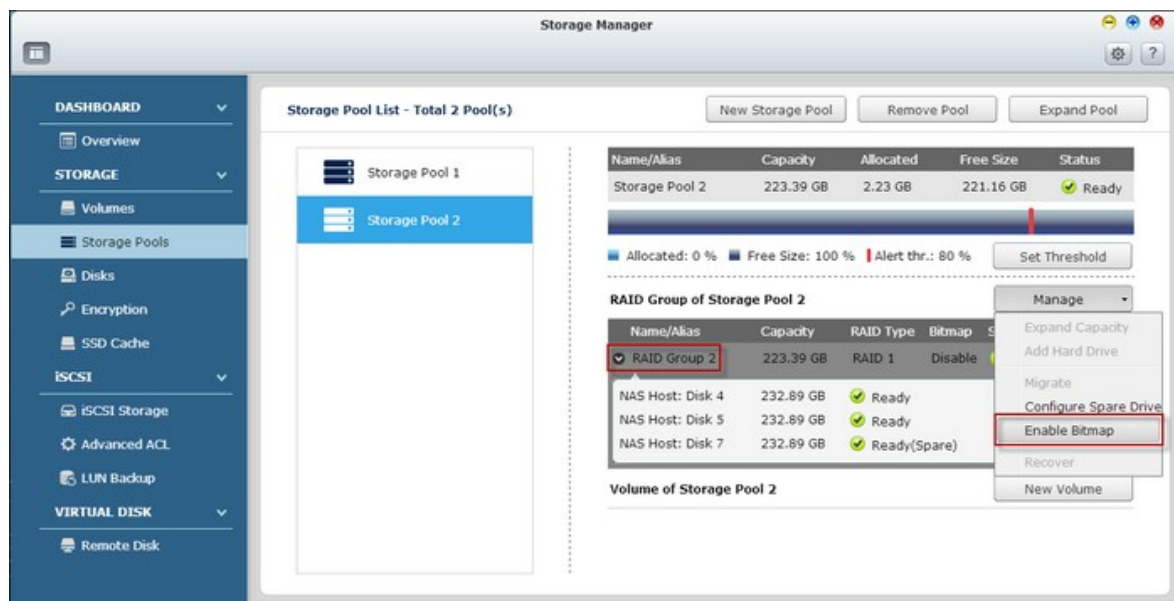 Storage Manager
?
DASHBOARD
Overview
STORAGE
Volumes
Storage Pools
Disks
Encryption
SSD Cache
iSCSI
iSCSI Storage
Advanced ACL
LUN Backup
VIRTUAL DISK
Remote Disk
Storage Pool List - Total 2 Pool(s)
New Storage Pool Remove Pool Expand Pool
Storage Pool 1
Storage Pool 2
Name/Alias Capacity Allocated Free Size Status
Storage Pool 2 223.39 GB 2.23 GB 221.16 GB Ready
Allocated: 0 % Free Size: 100 % Alert thr.: 80 % Set Threshold
RAID Group of Storage Pool 2 Manage
Name/Alias Capacity RAID Type Bitmap S
RAID Group 2 223.39 GB RAID 1 Disable
NAS Host: Disk 4 232.89 GB Ready
NAS Host: Disk 5 232.89 GB Ready
NAS Host: Disk 7 232.89 GB Ready(Spare)
Expand Capacity
Add Hard Drive
Migrate
Configure Spare Drive
Enable Bitmap
Recover
Volume of Storage Pool 2 New Volume